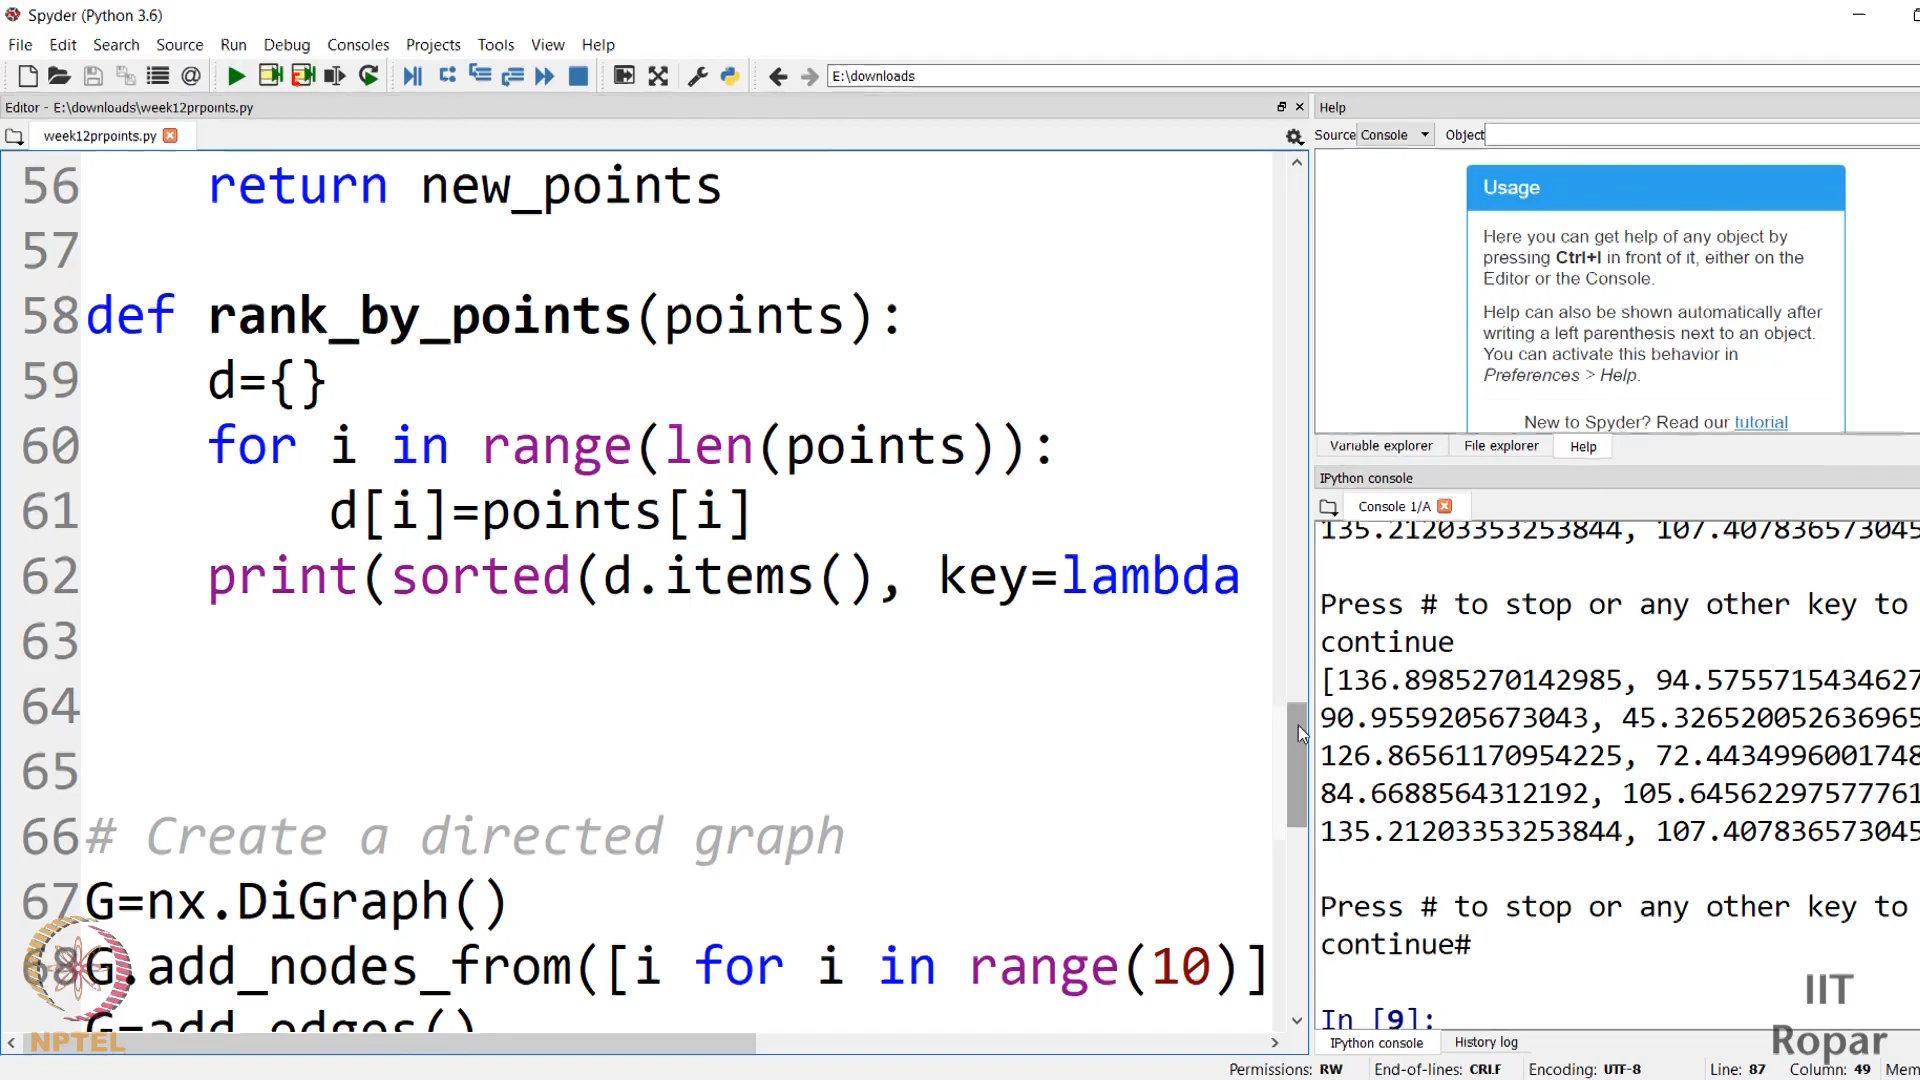 Spyder (Python 3.6)
File Edit Search Source Run Debug Consoles Projects Tools View Help
E:\downloads
Editor - E:\downloads\week12prpoints.py
week12prpoints.py
56 return new_points
57
58 def rank_by_points(points):
59 d={}
60 for i in range(len(points)):
61 d[i]=points[i]
62 print(sorted(d.items(), key=lambda
63
64
65
66 # Create a directed graph
67 G=nx.DiGraph()
68 G.add_nodes_from([i for i in range(10)]
G=add_edges()
NPTEL
Help
Source Console Object
Usage
Here you can get help of any object by
pressing Ctrl+I in front of it, either on the
Editor or the Console.
Help can also be shown automatically after
writing a left parenthesis next to an object.
You can activate this behavior in
Preferences > Help.
New to Spyder? Read our tutorial
Variable explorer File explorer Help
IPython console
Console 1/A
135.21203353253844, 107.407836573045
Press # to stop or any other key to
continue
[136.8985270142985, 94.5755715434627
90.9559205673043, 45.326520052636965
126.86561170954225, 72.4434996001748
84.6688564312192, 105.64562297577761
135.21203353253844, 107.407836573045
Press # to stop or any other key to
continue#
In [9]:
IIT
Ropar
IPython console History log
Permissions: RW End-of-lines: CRLF Encoding: UTF-8 Line: 87 Column: 49 Mem